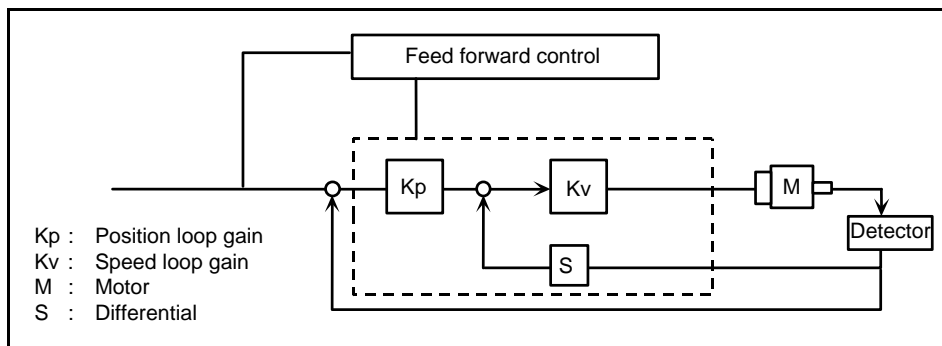 Feed forward control
Kp
Kv
M
Detector
S
Kp : Position loop gain
Kv : Speed loop gain
M : Motor
S : Differential